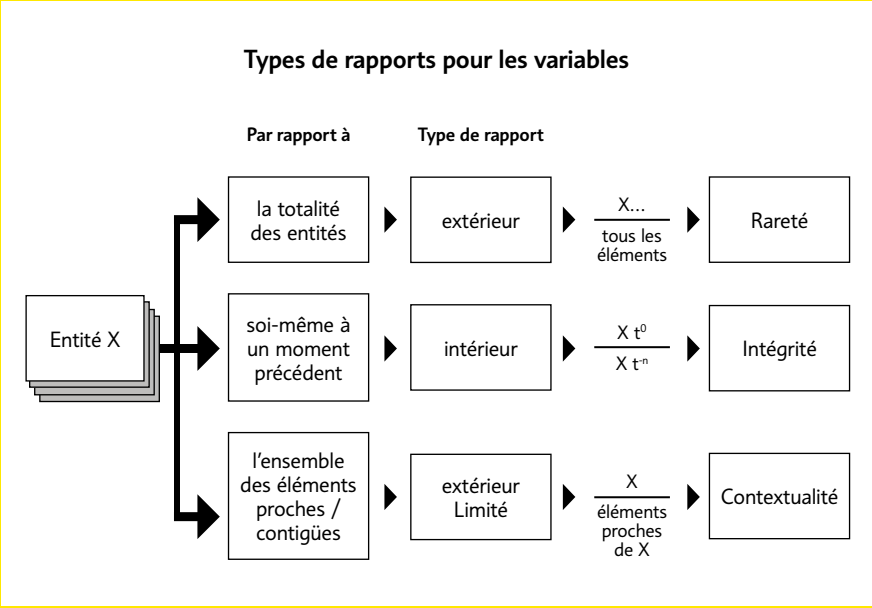 Types de rapports pour les variables
Par rapport à
Type de rapport
la totalité
des entités
extérieur
X...
tous les
éléments
Rareté
Entité X
soi-même à
un moment
précédent
intérieur
X t⁰
X t⁻ⁿ
Intégrité
l'ensemble
des éléments
proches /
contigües
extérieur
Limité
X
éléments
proches
de X
Contextualité